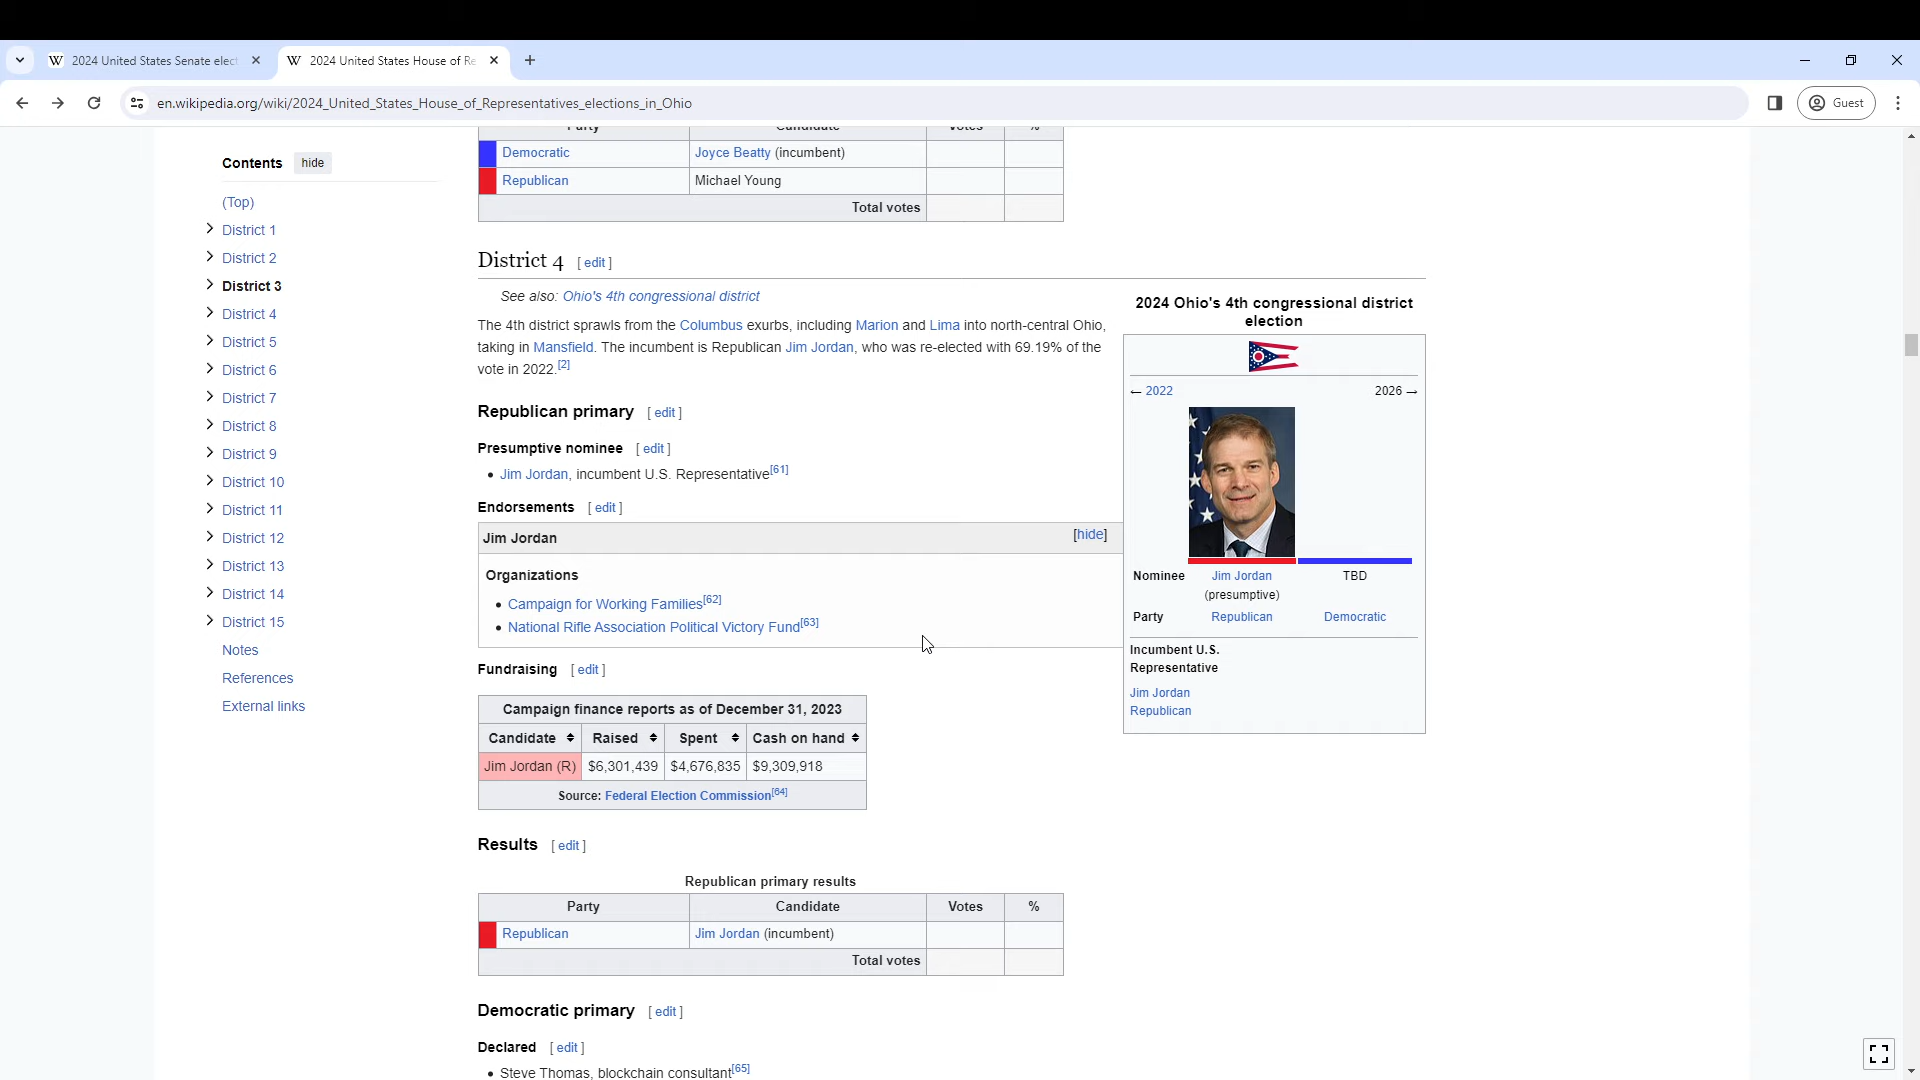 2024 United States Senate elect
2024 United States House of Re
en.wikipedia.org/wiki/2024_United_States_House_of_Representatives_elections_in_Ohio
Guest
Contents hide
(Top)
District 1
District 2
District 3
District 4
District 5
District 6
District 7
District 8
District 9
District 10
District 11
District 12
District 13
District 14
District 15
Notes
References
External links
Party Candidate Votes %
Democratic Joyce Beatty (incumbent)
Republican Michael Young
Total votes
District 4 [ edit ]
See also: Ohio's 4th congressional district
The 4th district sprawls from the Columbus exurbs, including Marion and Lima into north-central Ohio,
taking in Mansfield. The incumbent is Republican Jim Jordan, who was re-elected with 69.19% of the
vote in 2022.[2]
Republican primary [ edit ]
Presumptive nominee [ edit ]
• Jim Jordan, incumbent U.S. Representative[61]
Endorsements [ edit ]
Jim Jordan [hide]
Organizations
• Campaign for Working Families[62]
• National Rifle Association Political Victory Fund[63]
Fundraising [ edit ]
Campaign finance reports as of December 31, 2023
Candidate Raised Spent Cash on hand
Jim Jordan (R) $6,301,439 $4,676,835 $9,309,918
Source: Federal Election Commission[64]
Results [ edit ]
Republican primary results
Party Candidate Votes %
Republican Jim Jordan (incumbent)
Total votes
Democratic primary [ edit ]
Declared [ edit ]
• Steve Thomas, blockchain consultant[65]
2024 Ohio's 4th congressional district
election
← 2022 2026 →
Nominee Jim Jordan TBD
(presumptive)
Party Republican Democratic
Incumbent U.S.
Representative
Jim Jordan
Republican